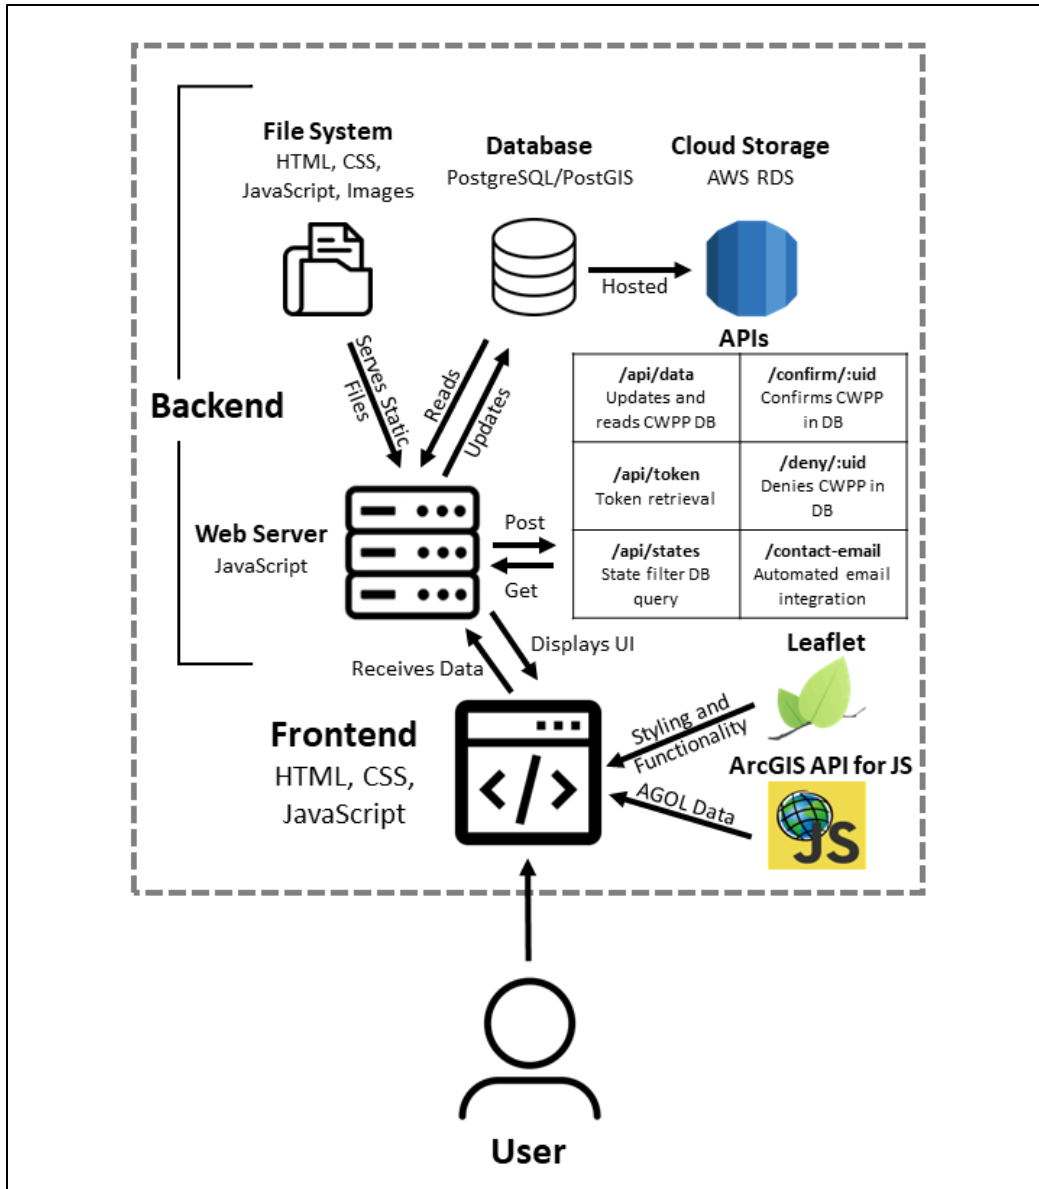 File System
HTML, CSS,
JavaScript, Images
Database
PostgreSQL/PostGIS
Cloud Storage
AWS RDS
Hosted
APIs
Serves Static
Files
Reads
Updates
Backend
/api/data
Updates and
reads CWPP DB
/confirm/:uid
Confirms CWPP
in DB
/api/token
Token retrieval
/deny/:uid
Denies CWPP in
DB
/api/states
State filter DB
query
/contact-email
Automated email
integration
Web Server
JavaScript
Post
Get
Displays UI
Receives Data
Leaflet
Styling and
Functionality
Frontend
HTML, CSS,
JavaScript
ArcGIS API for JS
AGOL Data
JS
User